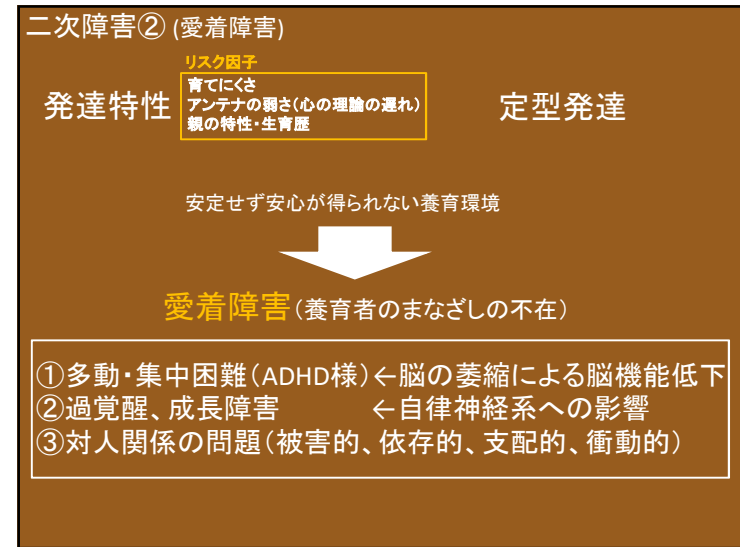 二次障害② (愛着障害)
リスク因子
発達特性
育てにくさ
アンテナの弱さ(心の理論の遅れ)
親の特性・生育歴
定型発達
安定せず安心が得られない養育環境
愛着障害(養育者のまなざしの不在)
①多動・集中困難(ADHD様)←脳の萎縮による脳機能低下
②過覚醒、成長障害 ←自律神経系への影響
③対人関係の問題(被害的、依存的、支配的、衝動的)